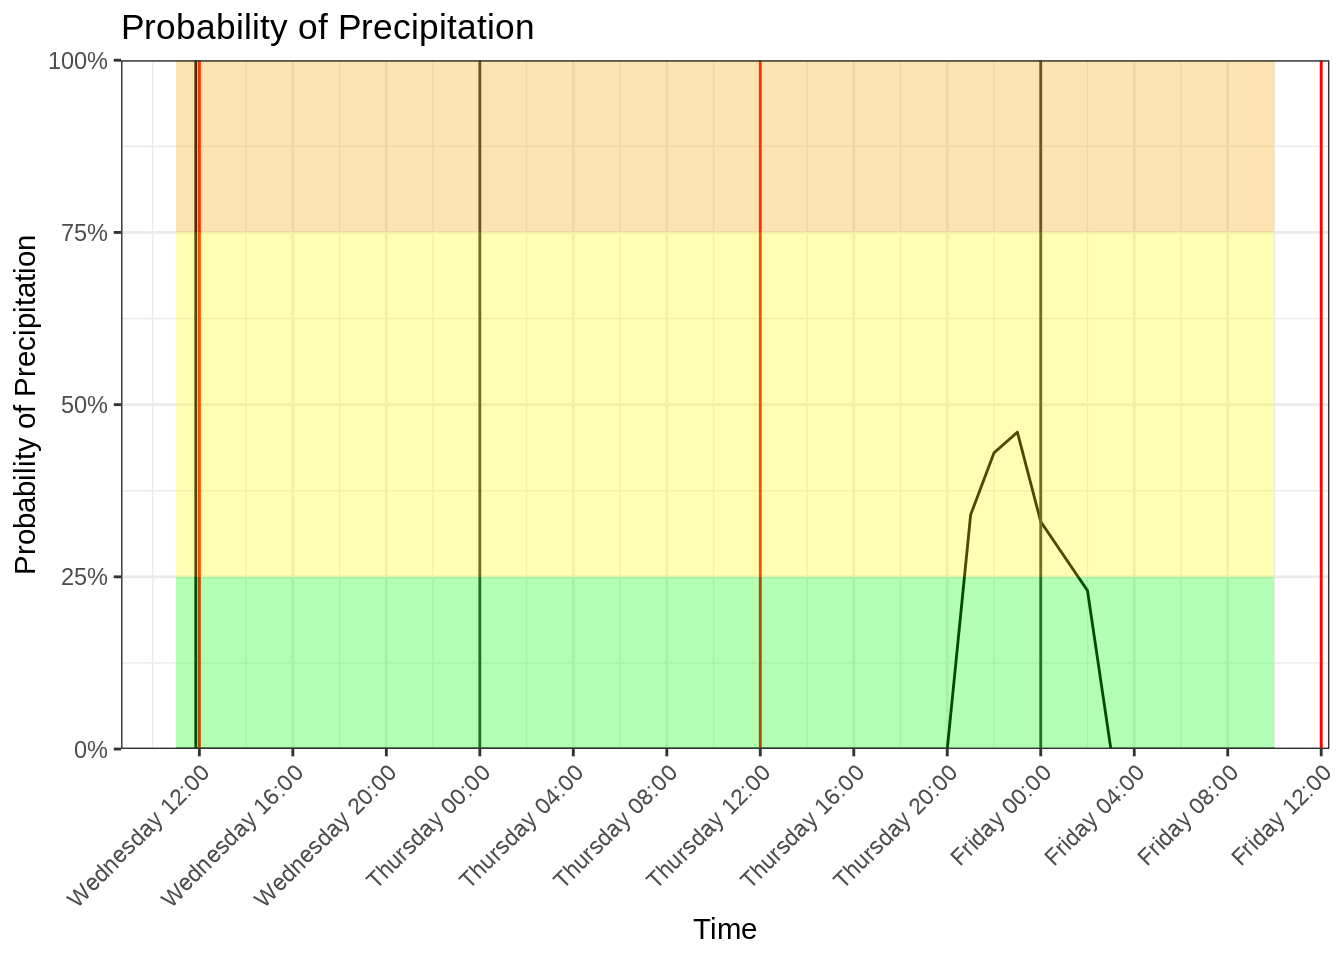 Probability of Precipitation
Probability of Precipitation
100%
75%
50%
25%
0%
Wednesday 12:00
Wednesday 16:00
Wednesday 20:00
Thursday 00:00
Thursday 04:00
Thursday 08:00
Thursday 12:00
Thursday 16:00
Thursday 20:00
Friday 00:00
Friday 04:00
Friday 08:00
Friday 12:00
Time